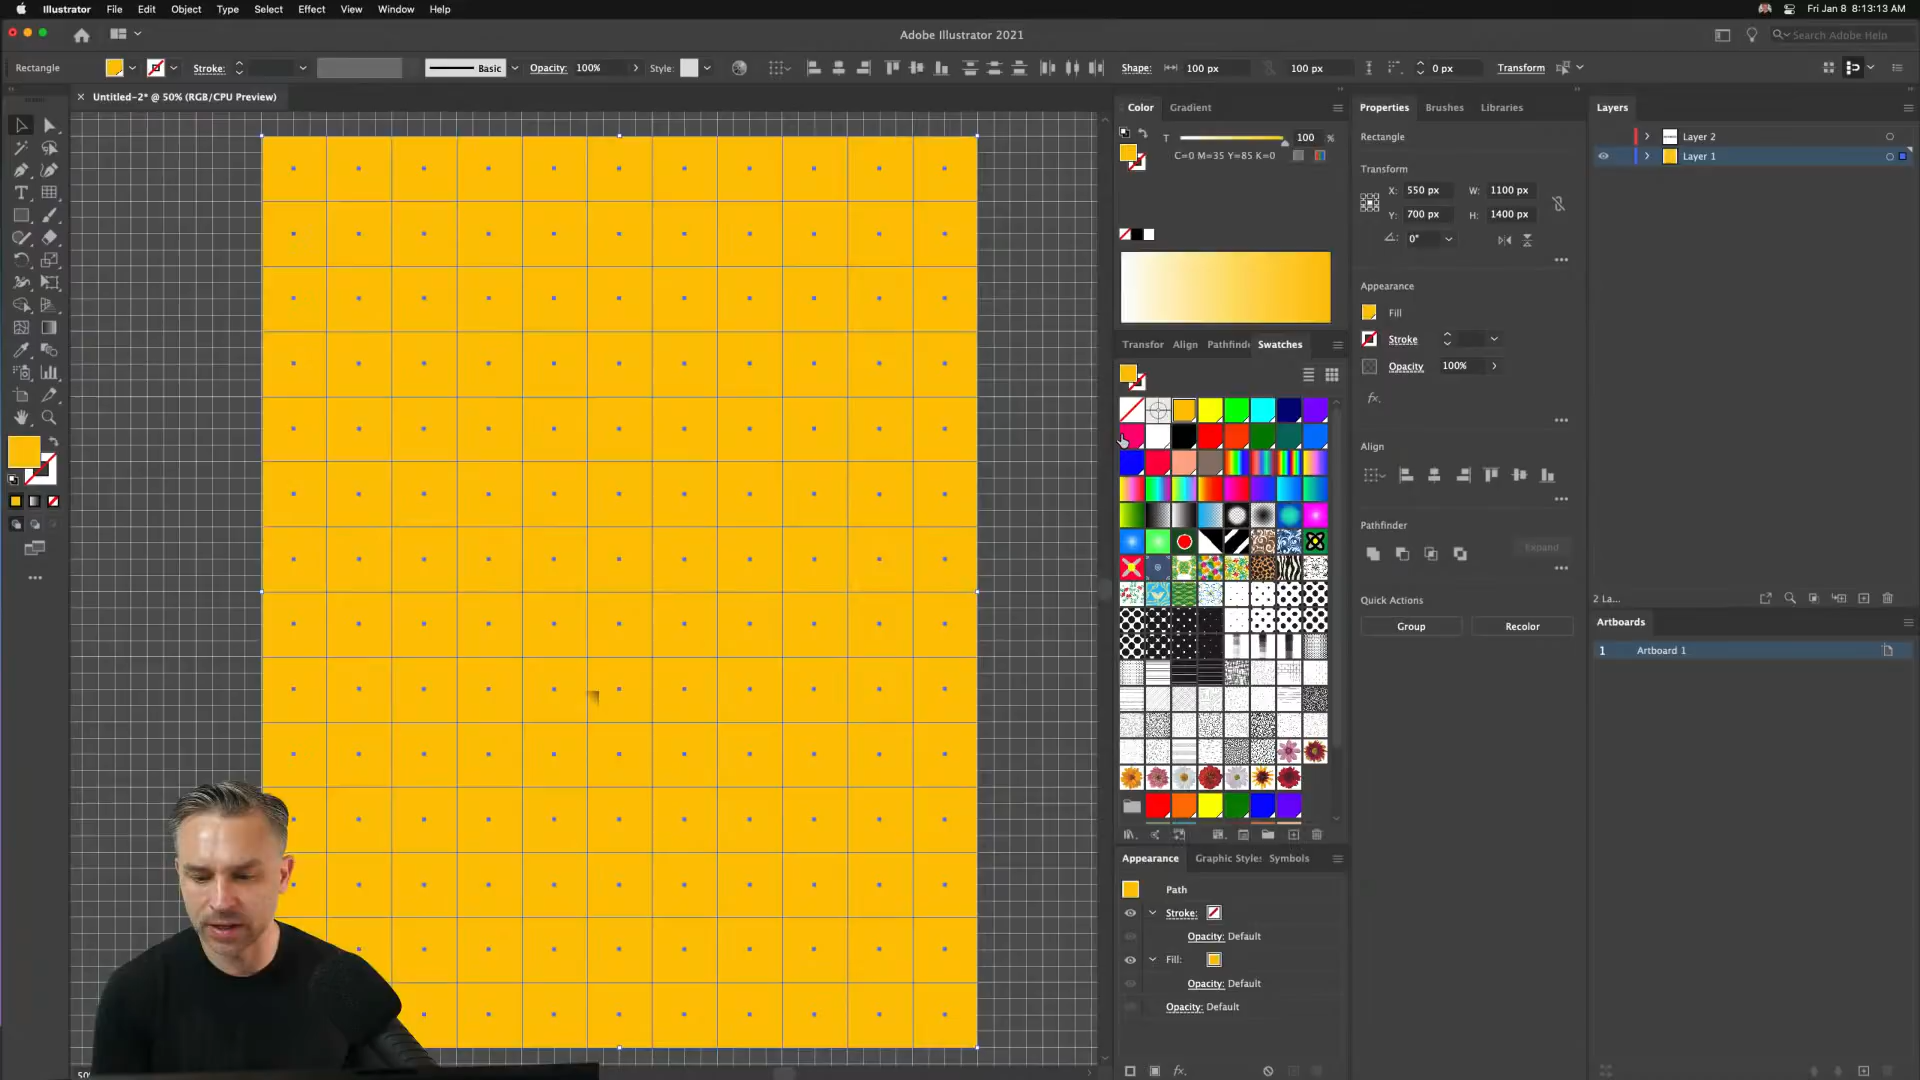 Illustrator File Edit Object Type Select Effect View Window Help
Fri Jan 8 8:13:13 AM
Adobe Illustrator 2021
Search Adobe Help
Rectangle Stroke: Basic Opacity: 100% Style: Shape: 100 px 100 px 0 px Transform
Untitled-2* @ 50% (RGB/CPU Preview)
Color Gradient
T 100 %
C=0 M=35 Y=85 K=0
Transfor Align Pathfind Swatches
Appearance Graphic Style: Symbols
Path
Stroke:
Opacity: Default
Fill:
Opacity: Default
Opacity: Default
fx.
Properties Brushes Libraries
Rectangle
Transform
X: 550 px W: 1100 px
Y: 700 px H: 1400 px
0°
Appearance
Fill
Stroke
Opacity 100%
fx.
Align
Pathfinder
Expand
Quick Actions
Group Recolor
Layers
Layer 2
Layer 1
2 La...
Artboards
1 Artboard 1
50%